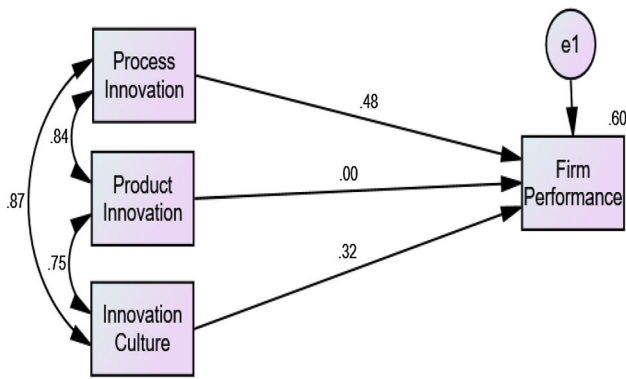 Process
Innovation
e1
.48
.60
.84
Product
Innovation
.00
Firm
Performance
.87
.75
.32
Innovation
Culture